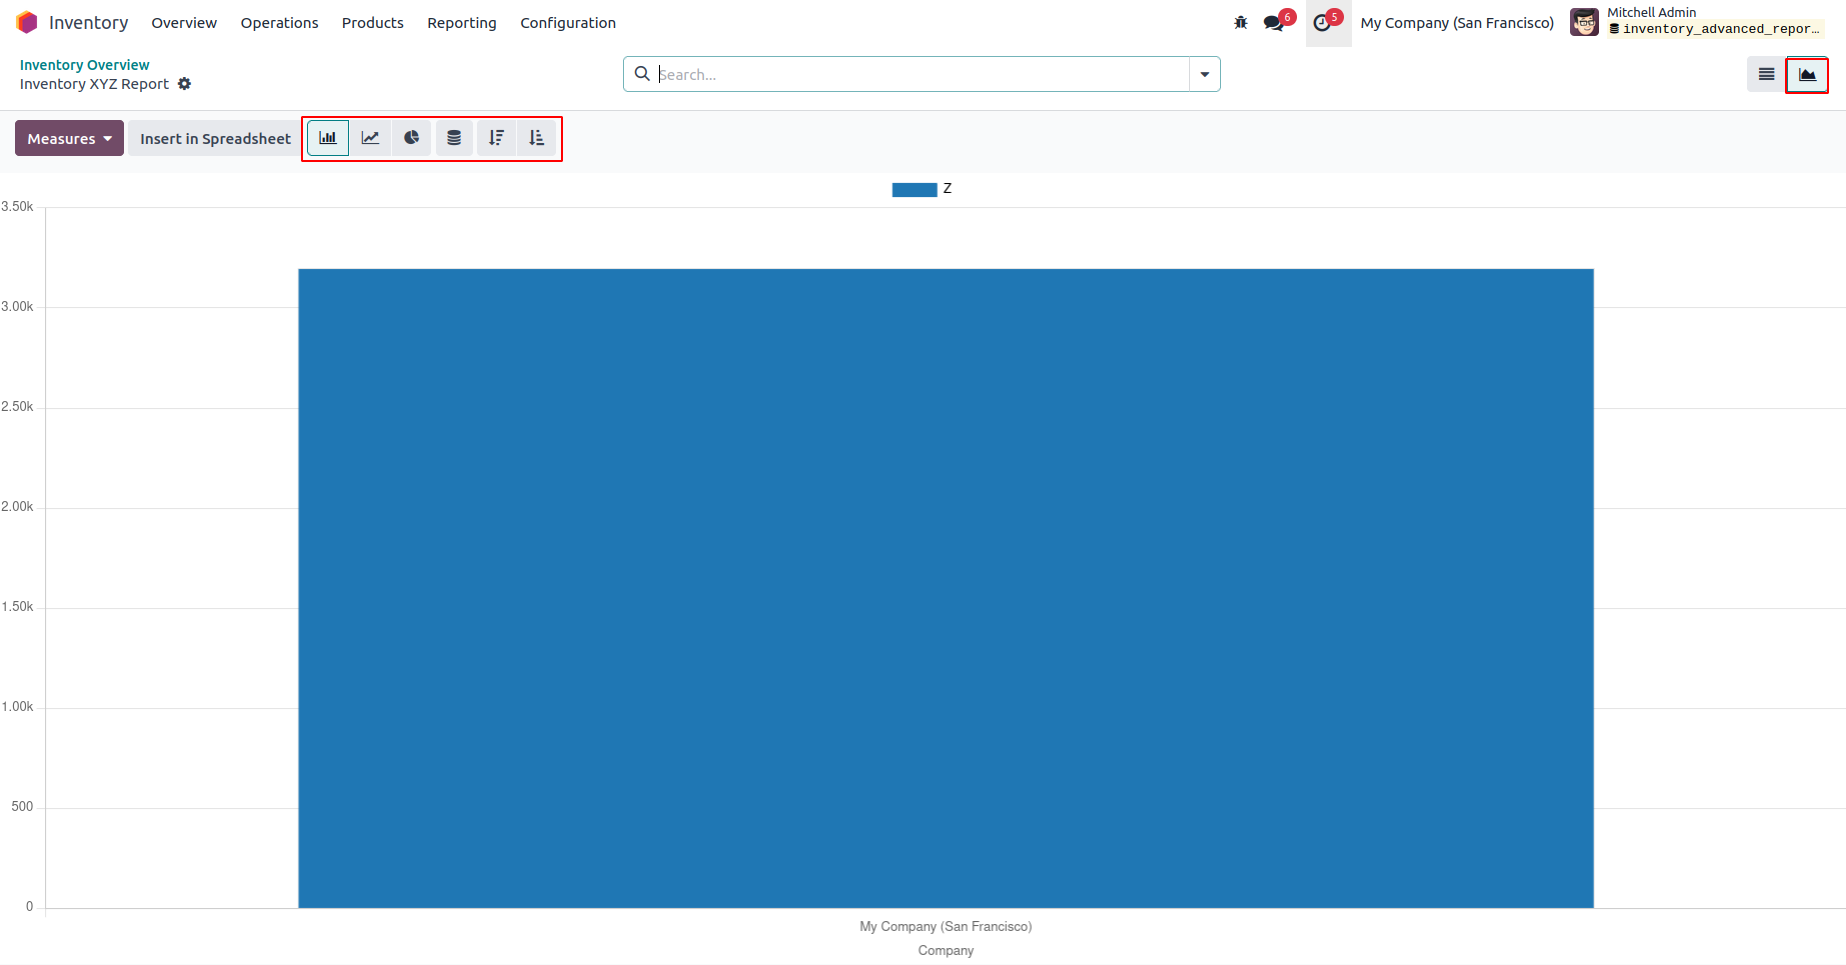 Inventory Overview Operations Products Reporting Configuration 6 5 My Company (San Francisco) Mitchell Admin
inventory_advanced_repor...
Inventory Overview
Inventory XYZ Report
Search...
Measures Insert in Spreadsheet
Z
3.50k
3.00k
2.50k
2.00k
1.50k
1.00k
500
0
My Company (San Francisco)
Company